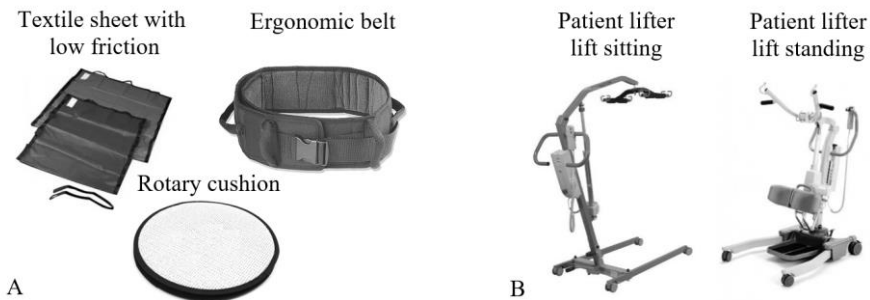 Textile sheet with
low friction
Ergonomic belt
Rotary cushion
A
Patient lifter
lift sitting
Patient lifter
lift standing
B